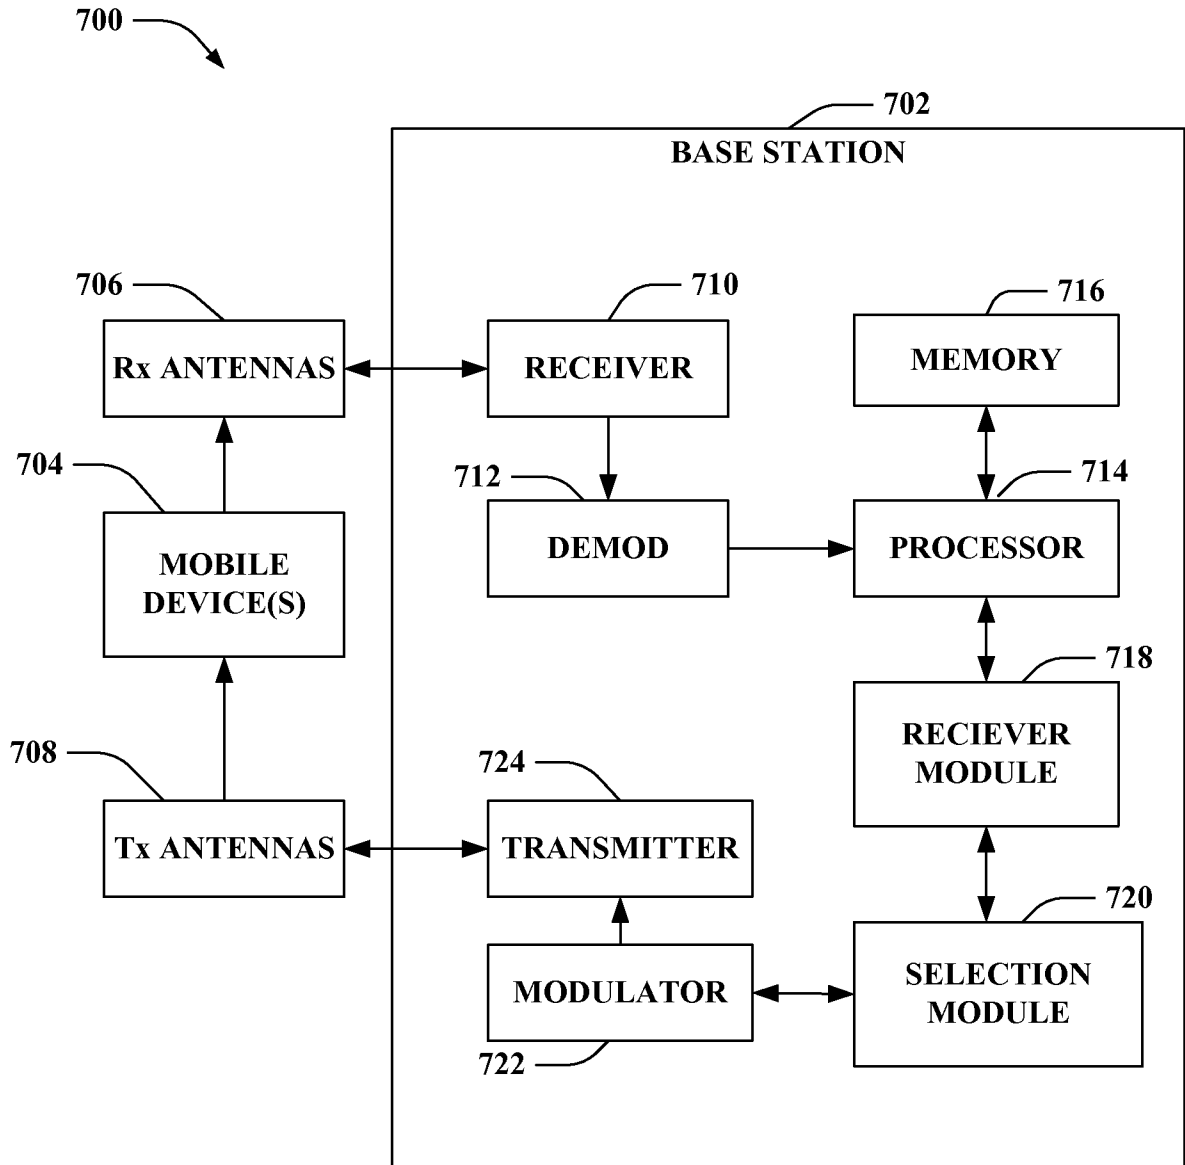 700
702
BASE STATION
706
710
716
Rx ANTENNAS
RECEIVER
MEMORY
704
712
714
MOBILE
DEVICE(S)
DEMOD
PROCESSOR
718
708
724
RECIEVER
MODULE
Tx ANTENNAS
TRANSMITTER
720
MODULATOR
SELECTION
MODULE
722